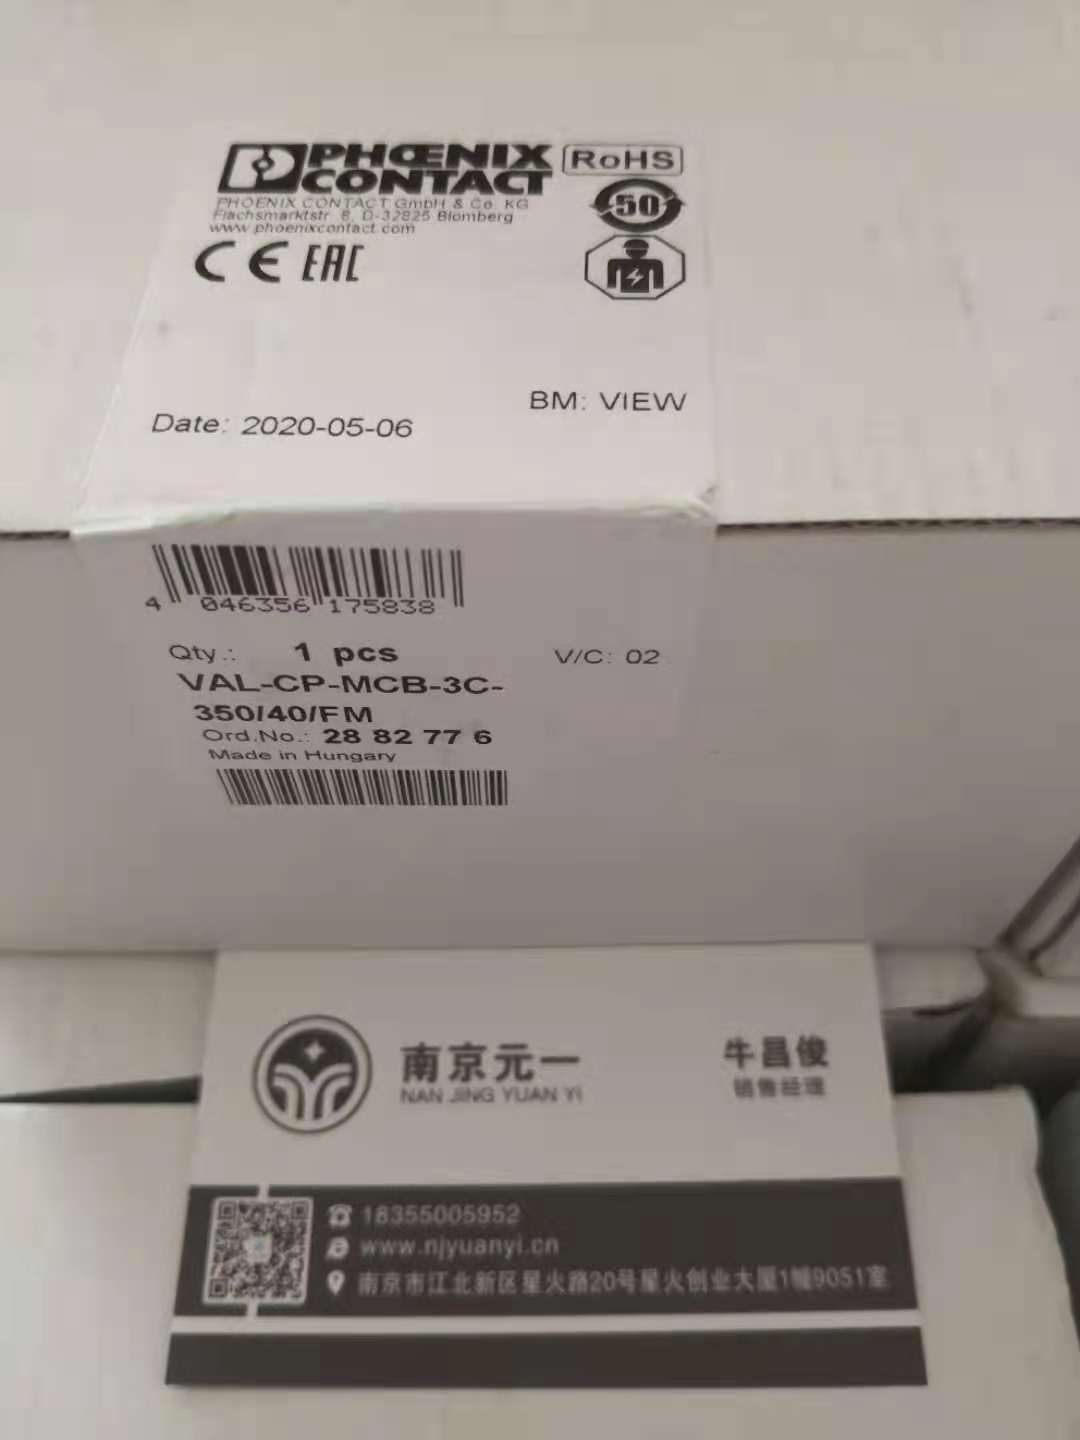 PHŒNIX
CONTACT
RoHS
PHOENIX CONTACT GmbH & Co. KG
Flachsmarktstr. 8, D-32825 Blomberg
www.phoenixcontact.com
50
CE EAC
BM: VIEW
Date: 2020-05-06
4 046356 175838
Qty.: 1 pcs
V/C: 02
VAL-CP-MCB-3C-
350/40/FM
Ord.No.: 28 82 77 6
Made in Hungary
南京元一
NAN JING YUAN YI
牛昌俊
销售经理
18355005952
www.njyuanyi.cn
南京市江北新区星火路20号星火创业大厦1幢9051室